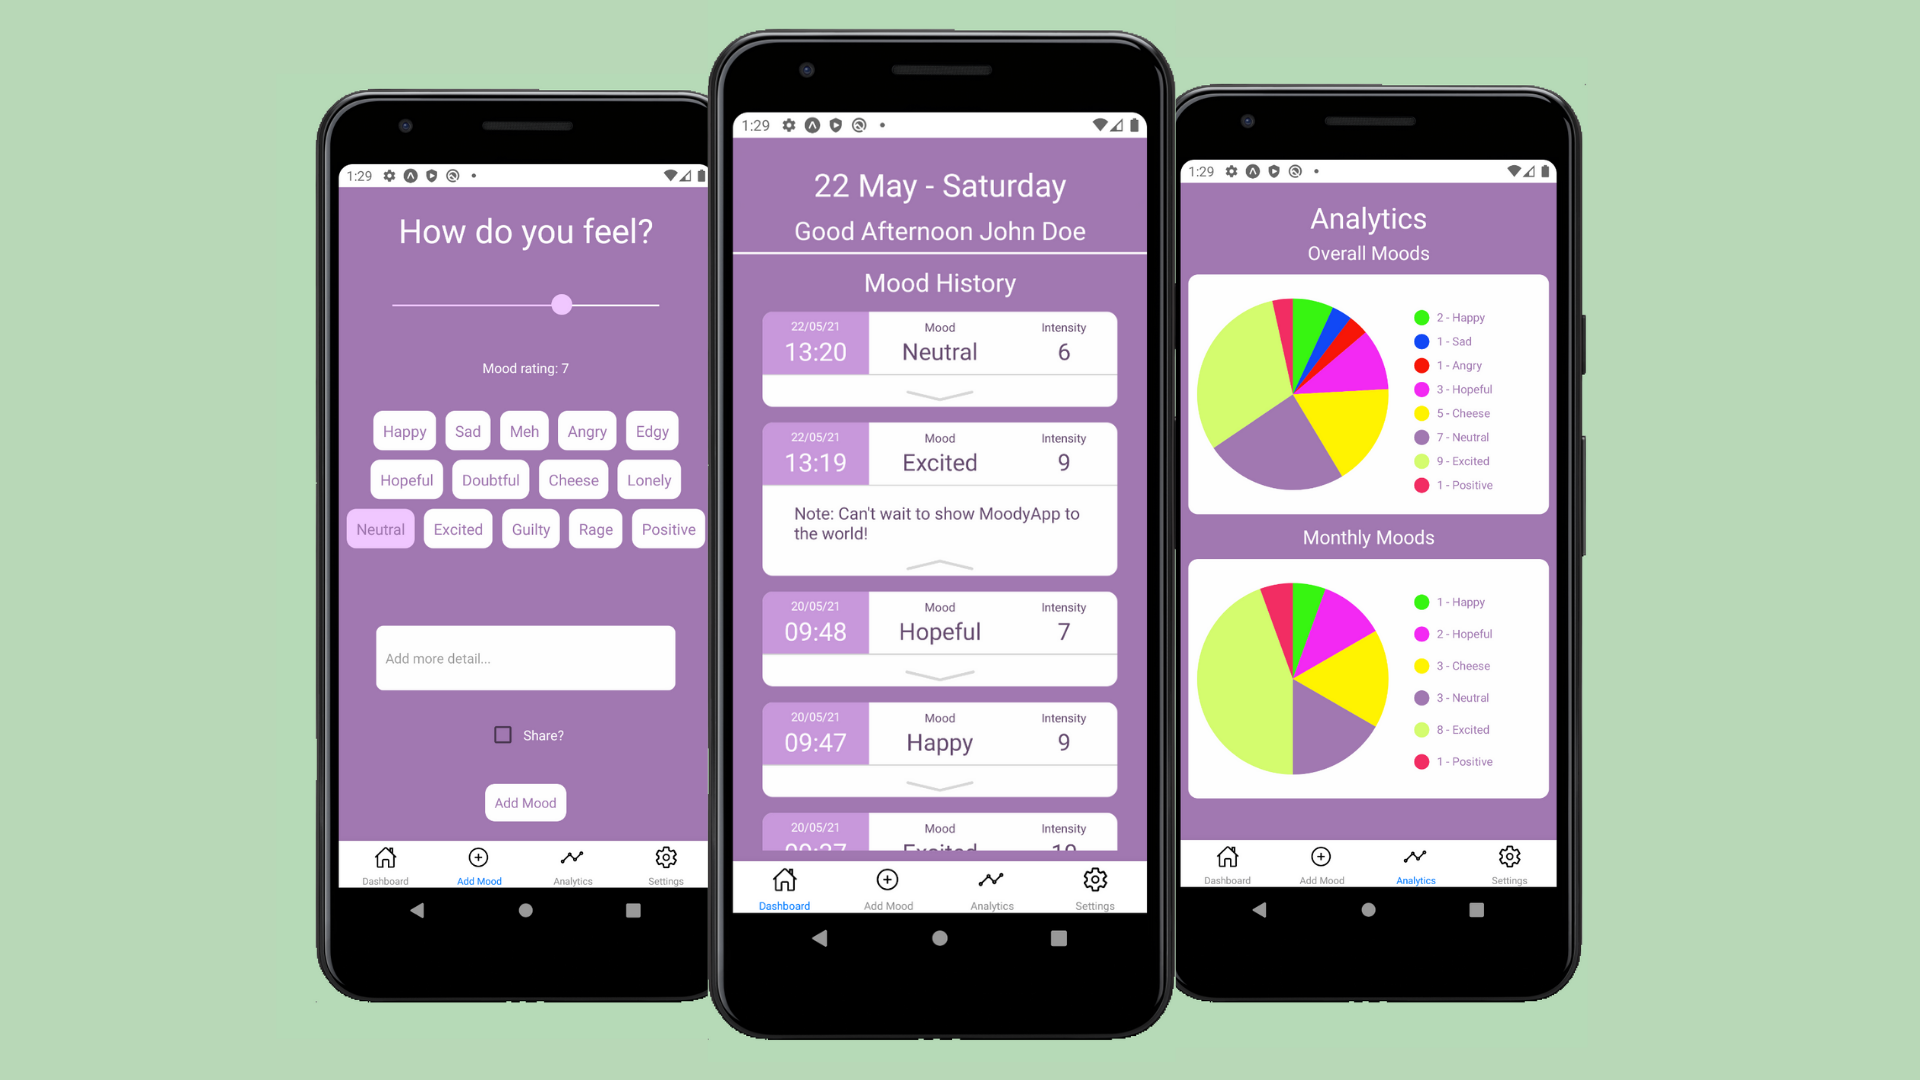 1:29
How do you feel?
Mood rating: 7
Happy Sad Meh Angry Edgy
Hopeful Doubtful Cheese Lonely
Neutral Excited Guilty Rage Positive
Add more detail...
Share?
Add Mood
Dashboard Add Mood Analytics Settings
1:29
22 May - Saturday
Good Afternoon John Doe
Mood History
22/05/21 Mood Intensity
13:20 Neutral 6
22/05/21 Mood Intensity
13:19 Excited 9
Note: Can't wait to show MoodyApp to
the world!
20/05/21 Mood Intensity
09:48 Hopeful 7
20/05/21 Mood Intensity
09:47 Happy 9
20/05/21 Mood Intensity
09:37 Excited 10
Dashboard Add Mood Analytics Settings
1:29
Analytics
Overall Moods
2 - Happy
1 - Sad
1 - Angry
3 - Hopeful
5 - Cheese
7 - Neutral
9 - Excited
1 - Positive
Monthly Moods
1 - Happy
2 - Hopeful
3 - Cheese
3 - Neutral
8 - Excited
1 - Positive
Dashboard Add Mood Analytics Settings